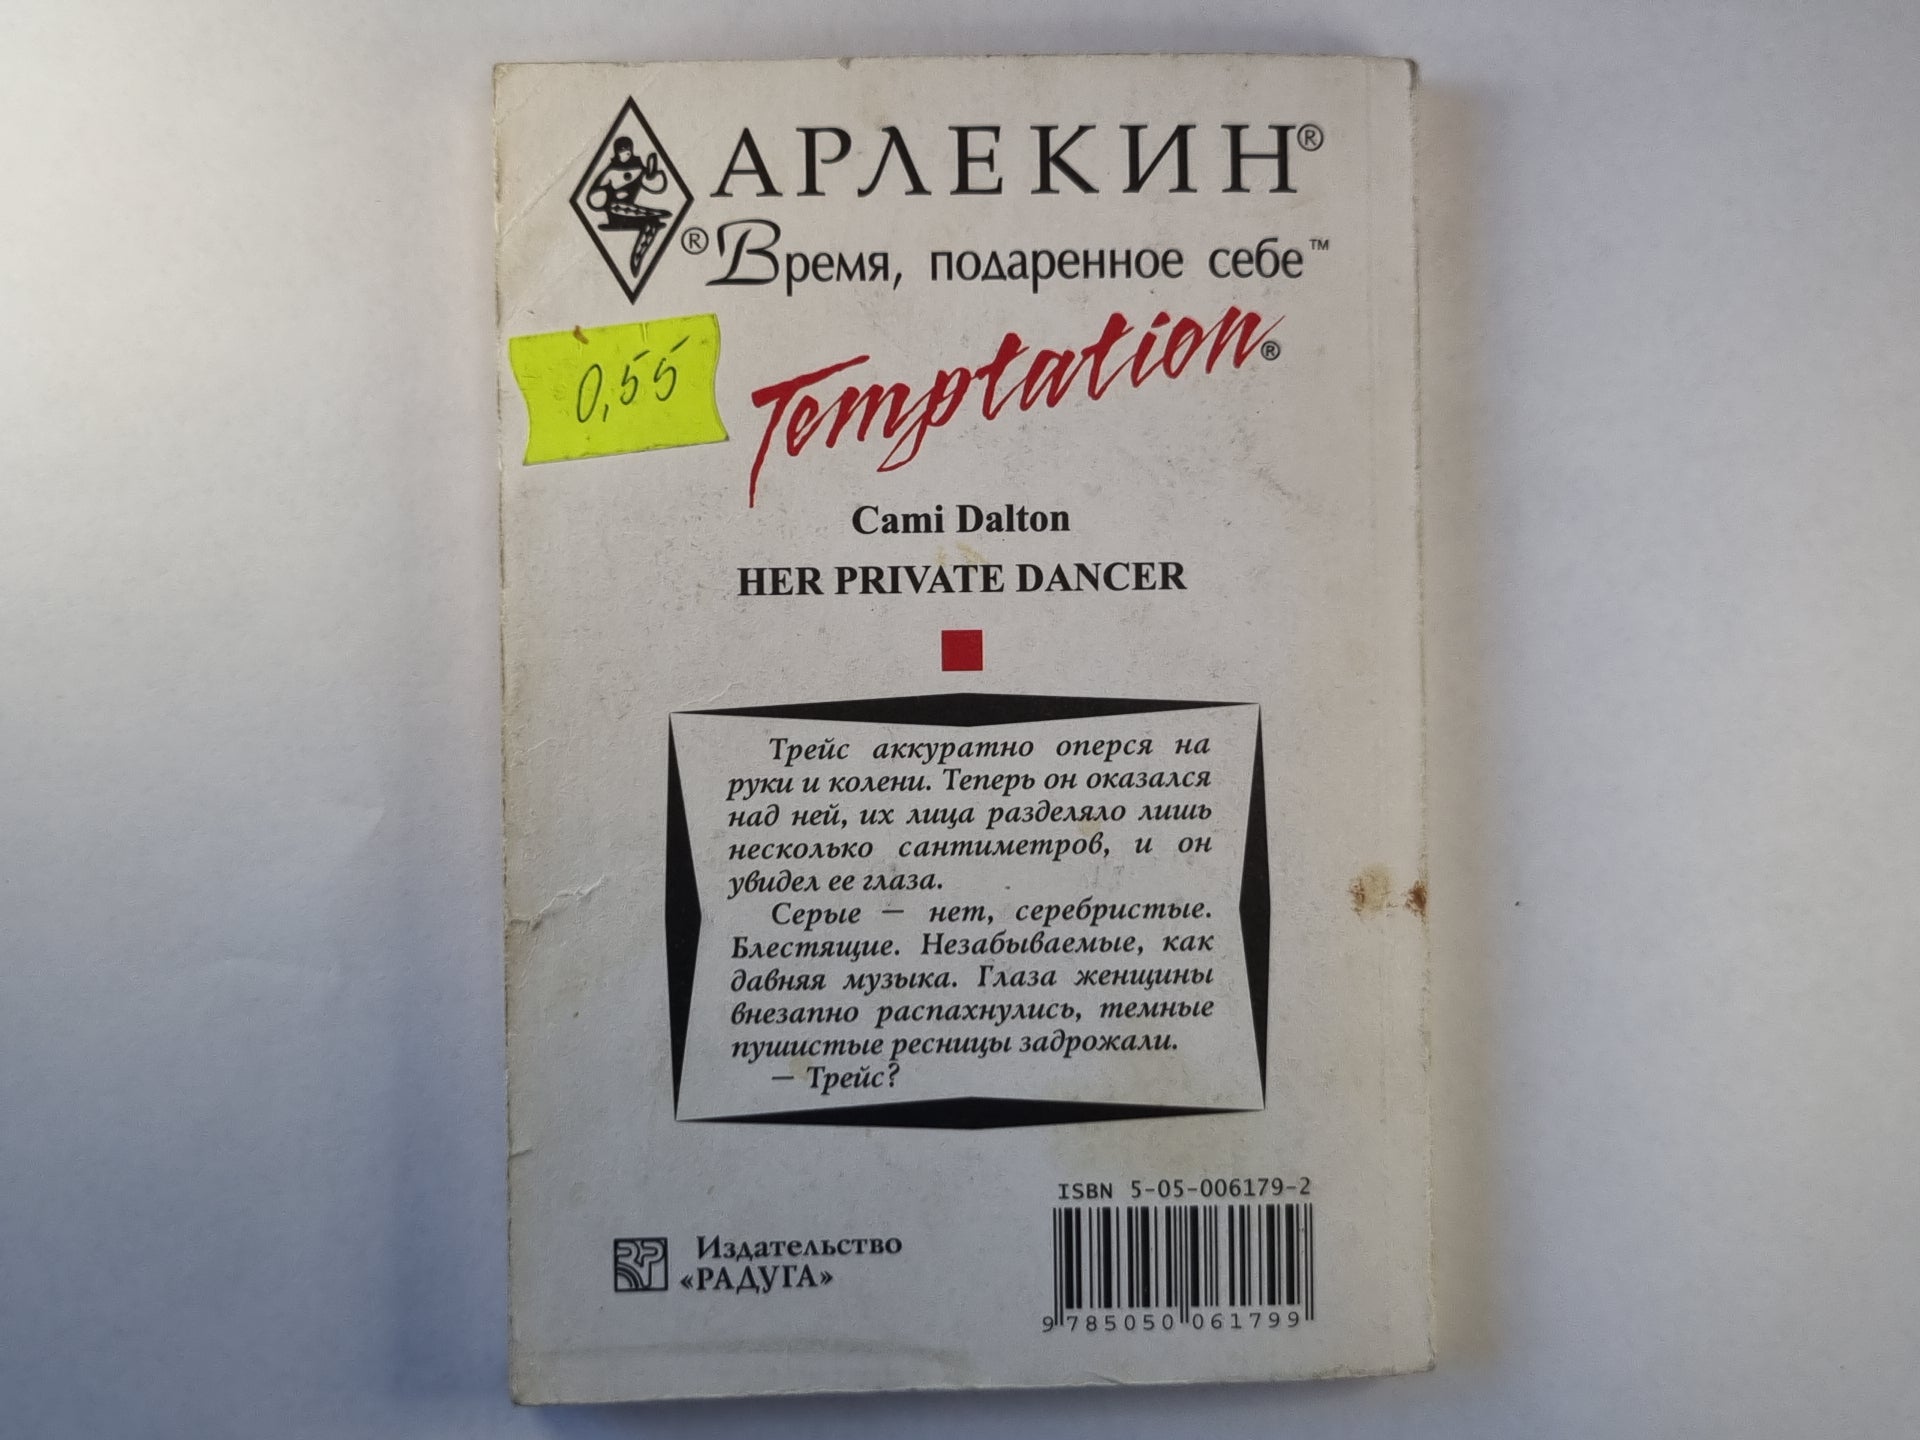 АРЛЕКИН®
® Время, подаренное себе™
Temptation®
0,55
Cami Dalton
HER PRIVATE DANCER
Трейс аккуратно оперся на
руки и колени. Теперь он оказался
над ней, их лица разделяло лишь
несколько сантиметров, и он
увидел ее глаза.
Серые — нет, серебристые.
Блестящие. Незабываемые, как
давняя музыка. Глаза женщины
внезапно распахнулись, темные
пушистые ресницы задрожали.
— Трейс?
ISBN 5-05-006179-2
Издательство
«РАДУГА»
9 785050 061799